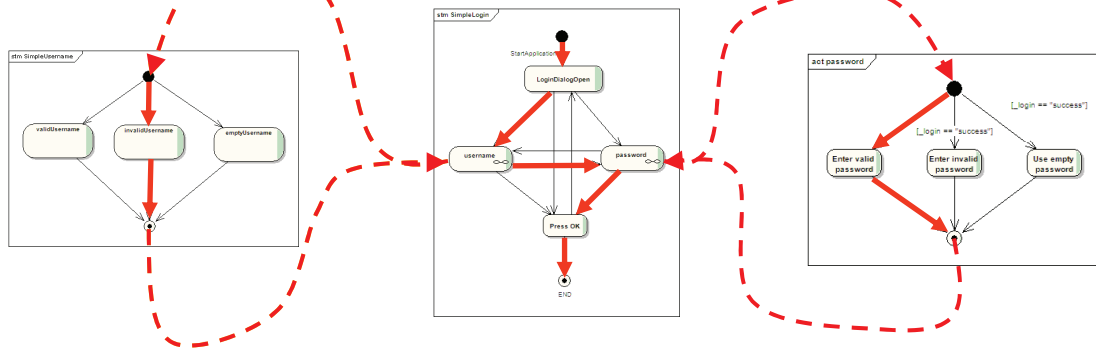 stm SimpleUsername
validUsername
invalidUsername
emptyUsername
stm SimpleLogin
StartApplication
LoginDialogOpen
username
password
Press OK
END
act password
[_login == "success"]
[_login == "success"]
Enter valid
password
Enter invalid
password
Use empty
password